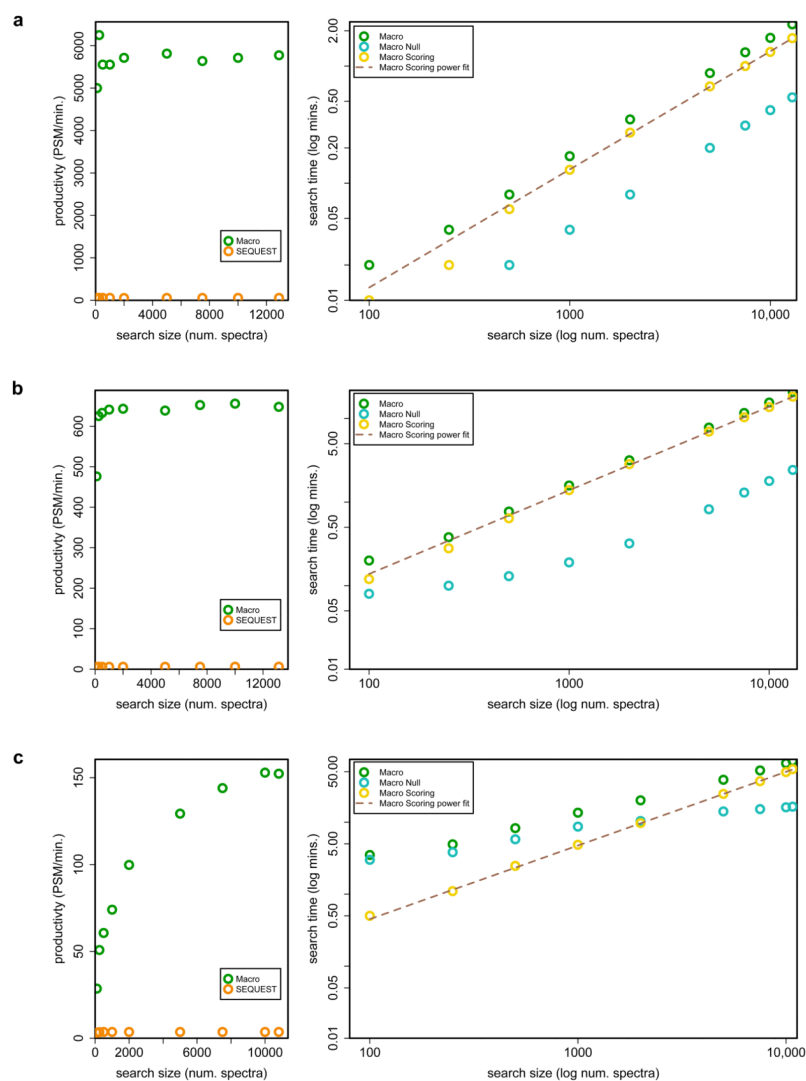 a
productivty (PSM/min.)
6000
5000
4000
3000
2000
1000
0
Macro
SEQUEST
0 4000 8000 12000
search size (num. spectra)
search time (log mins.)
2.00
0.50
0.20
0.05
0.01
Macro
Macro Null
Macro Scoring
Macro Scoring power fit
100 1000 10,000
search size (log num. spectra)
b
productivty (PSM/min.)
600
500
400
300
200
100
0
Macro
SEQUEST
0 4000 8000 12000
search size (num. spectra)
search time (log mins.)
5.00
0.50
0.05
0.01
Macro
Macro Null
Macro Scoring
Macro Scoring power fit
100 1000 10,000
search size (log num. spectra)
c
productivty (PSM/min.)
150
100
50
0
Macro
SEQUEST
0 2000 4000 6000 8000 10000
search size (num. spectra)
search time (log mins.)
50.00
5.00
0.50
0.05
0.01
Macro
Macro Null
Macro Scoring
Macro Scoring power fit
100 1000 10,000
search size (log num. spectra)